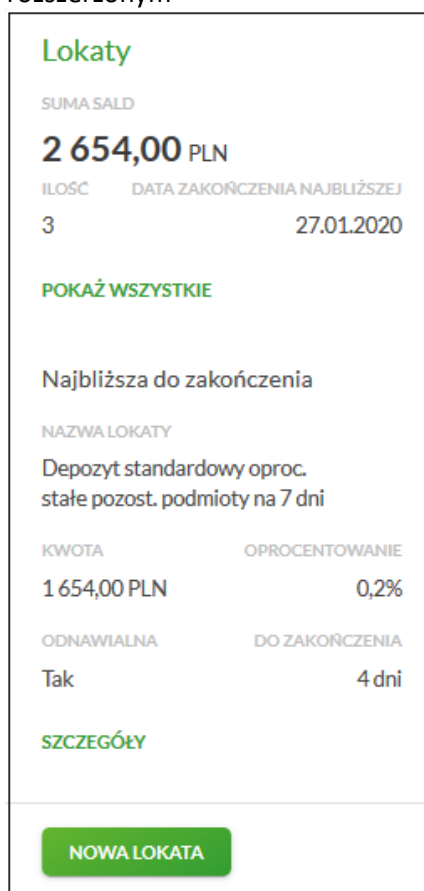 Lokaty
SUMA SALD
2 654,00 PLN
ILOŚĆ DATA ZAKOŃCZENIA NAJBLIŻSZEJ
3 27.01.2020
POKAŻ WSZYSTKIE
Najbliższa do zakończenia
NAZWA LOKATY
Depozyt standardowy oproc.
stałe pozost. podmioty na 7 dni
KWOTA OPROCENTOWANIE
1 654,00 PLN 0,2%
ODNAWIALNA DO ZAKOŃCZENIA
Tak 4 dni
SZCZEGÓŁY
NOWA LOKATA